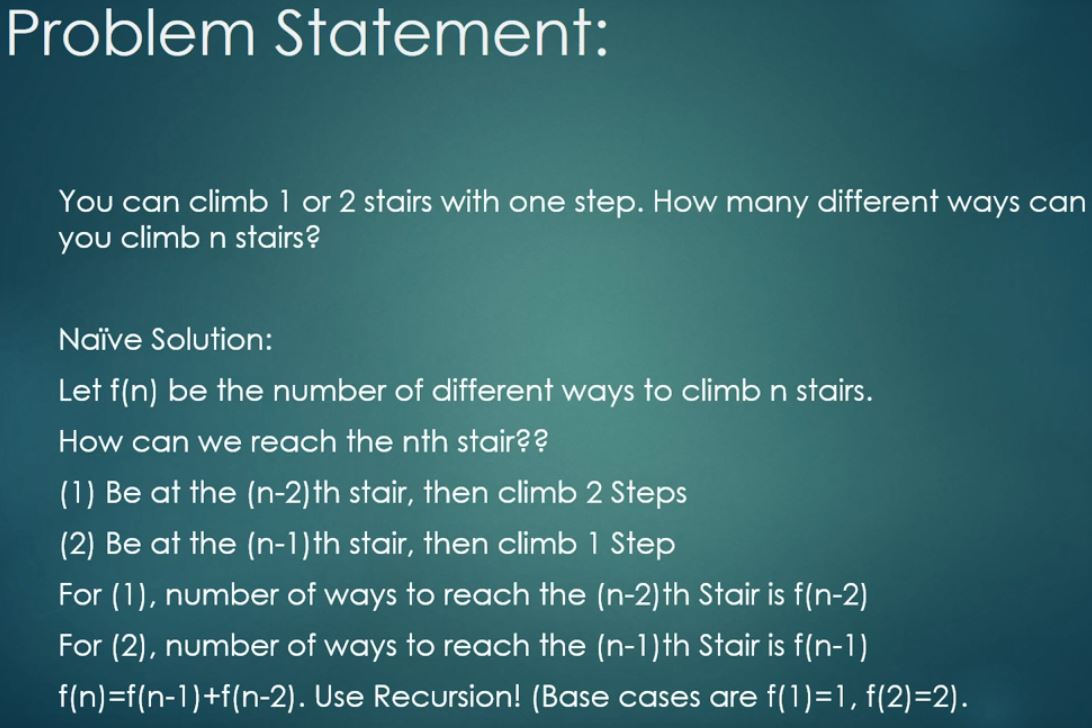 Problem Statement:
You can climb 1 or 2 stairs with one step. How many different ways can
you climb n stairs?
Naïve Solution:
Let f(n) be the number of different ways to climb n stairs.
How can we reach the nth stair??
(1) Be at the (n-2)th stair, then climb 2 Steps
(2) Be at the (n-1)th stair, then climb 1 Step
For (1), number of ways to reach the (n-2)th Stair is f(n-2)
For (2), number of ways to reach the (n-1)th Stair is f(n-1)
f(n)=f(n-1)+f(n-2). Use Recursion! (Base cases are f(1)=1, f(2)=2).